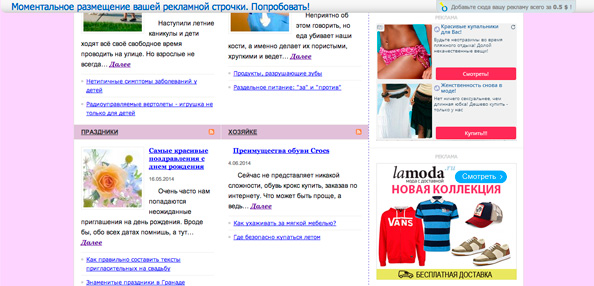 Моментальное размещение вашей рекламной строчки. Попробовать!
Добавьте сюда вашу рекламу всего за 0.5 $ !
Наступили летние
каникулы и дети
ходят всё своё свободное время
проводить на улице. Но взрослые не
всегда... Далее
Нетипичные симптомы заболеваний у
детей
Радиоуправляемые вертолеты - игрушка не
только для детей
Неприятно об
этом говорить, но
еда убивает наши
кости, а именно делает их пористыми,
хрупкими и ведет... Далее
Продукты, разрушающие зубы
Раздельное питание: "за" и "против"
ПРАЗДНИКИ
Самые красивые
поздравления с
днем рождения
16.05.2014
Очень часто нам
попадаются
неожиданные
приглашения на день рождения. Вроде
бы, обо всех датах помнишь, а тут...
Далее
Как правильно составить тексты
пригласительных на свадьбу
Знаменитые праздники в Гранаде
ХОЗЯЙКЕ
Преимущества обуви Crocs
4.06.2014
Сейчас не представляет никакой
сложности, обувь крокс купить, заказав по
интернету. Что может быть проще, а
ведь... Далее
Как ухаживать за мягкой мебелью?
Где безопасно купаться летом
РЕКЛАМА
Красивые купальники
для Вас!
Будьте неотразимы во время
пляжного отдыха! Долой
некачественные вещи!
Смотреть!
Женственность снова в
моде!
Нет ничего сексуальнее, чем
длинная юбка! Дешево купить -
только у нас
Купить!!!
РЕКЛАМА
lamoda.ru
мода с доставкой
Смотреть >
НОВАЯ КОЛЛЕКЦИЯ
VANS
БЕСПЛАТНАЯ ДОСТАВКА